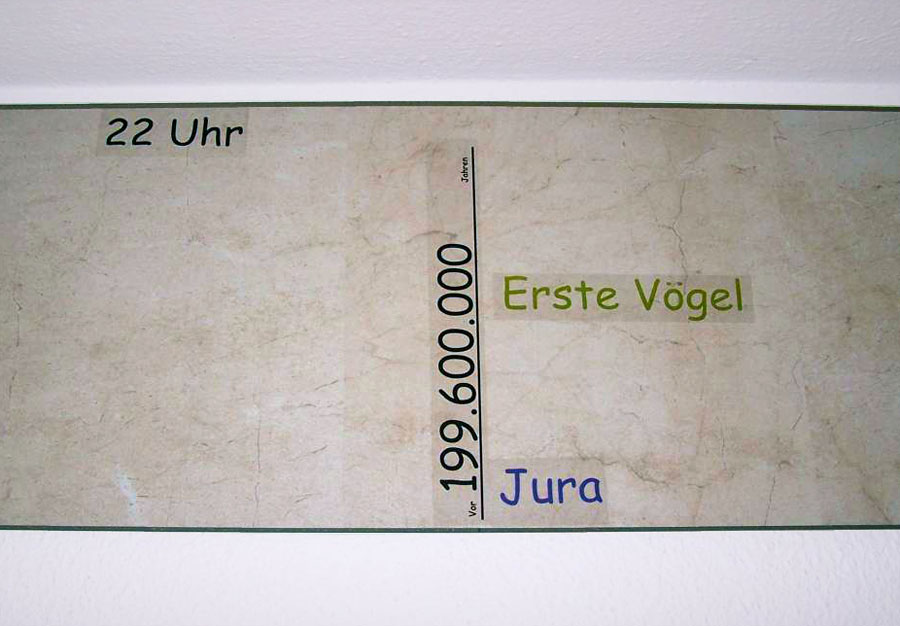 22 Uhr
Vor 199.600.000 Jahren
Erste Vögel
Jura